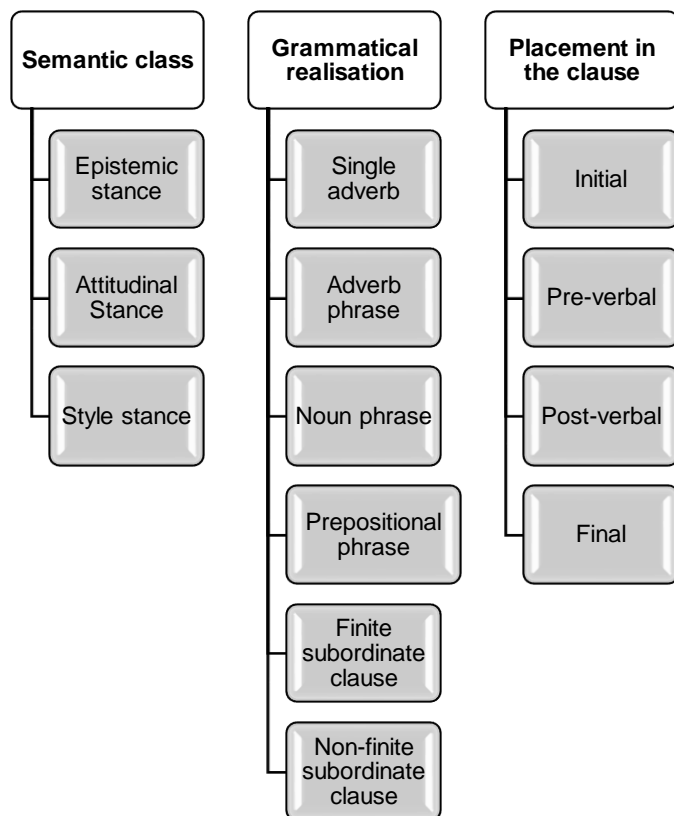 Semantic class
Epistemic
stance
Attitudinal
Stance
Style stance
Grammatical
realisation
Single
adverb
Adverb
phrase
Noun phrase
Prepositional
phrase
Finite
subordinate
clause
Non-finite
subordinate
clause
Placement in
the clause
Initial
Pre-verbal
Post-verbal
Final